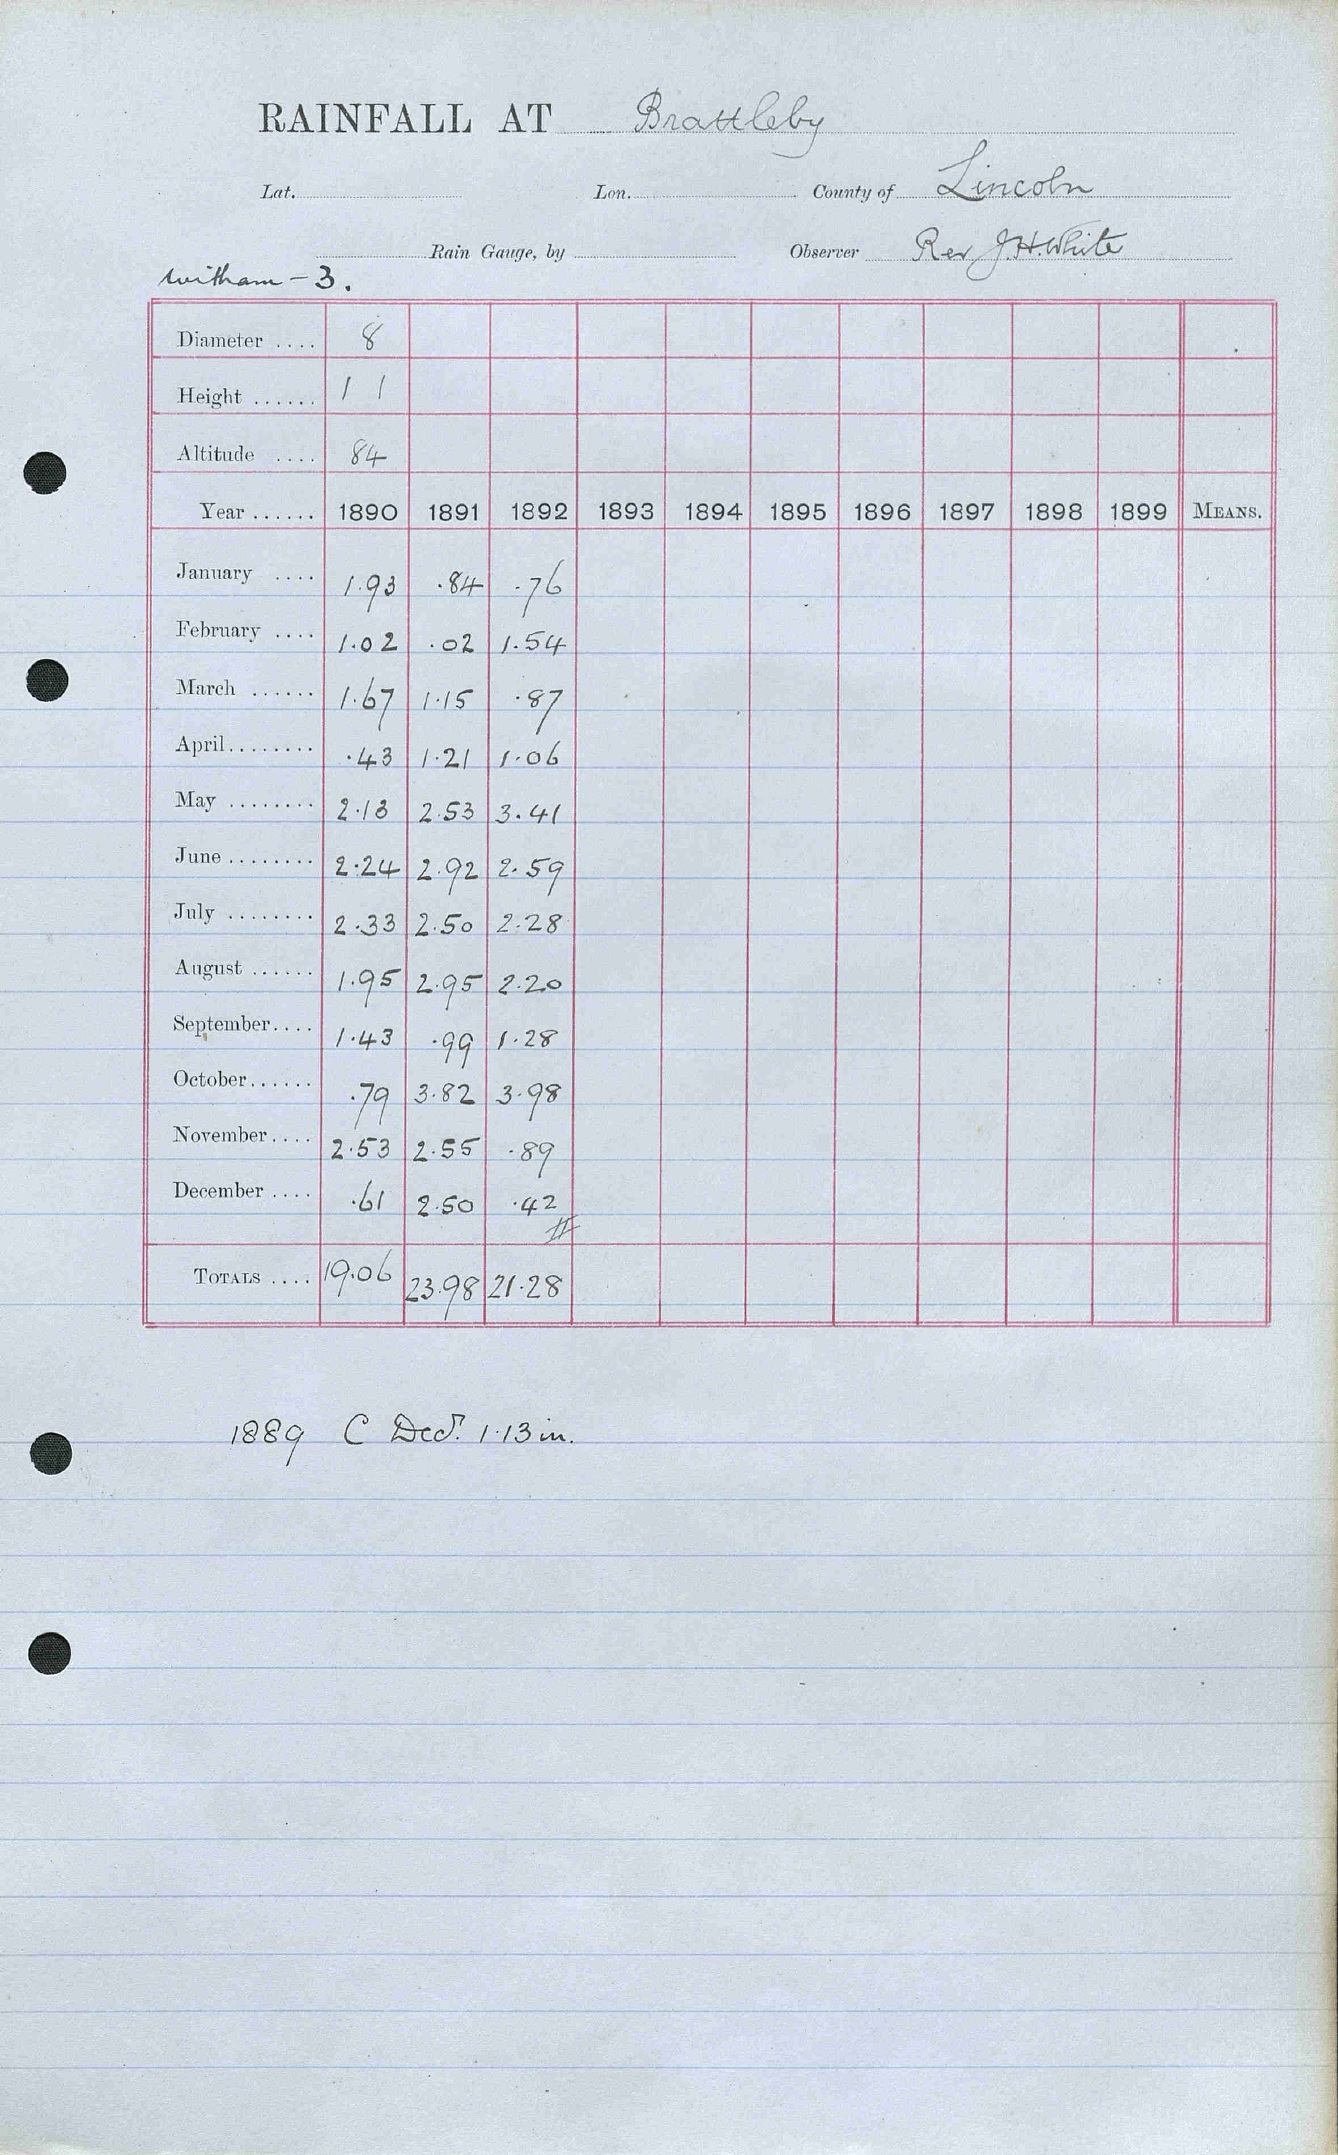 RAINFALL AT Brattleby
Lat. Lon. County of Lincoln
Rain Gauge, by Observer Rev J.H. White
Witham - 3.
Diameter .... 8
Height ...... 1 1
Altitude .... 84
Year ...... 1890 1891 1892 1893 1894 1895 1896 1897 1898 1899 MEANS.
January .... 1.93 .84 .76
February .... 1.02 .02 1.54
March ...... 1.67 1.15 .87
April........ .43 1.21 1.06
May ........ 2.13 2.53 3.41
June ........ 2.24 2.92 2.59
July ........ 2.33 2.50 2.28
August ...... 1.95 2.95 2.20
September.... 1.43 .99 1.28
October...... .79 3.82 3.98
November.... 2.53 2.55 .89
December .... .61 2.50 .42
#
TOTALS .... 19.06 23.98 21.28
1889 C Decr. 1.13 in.